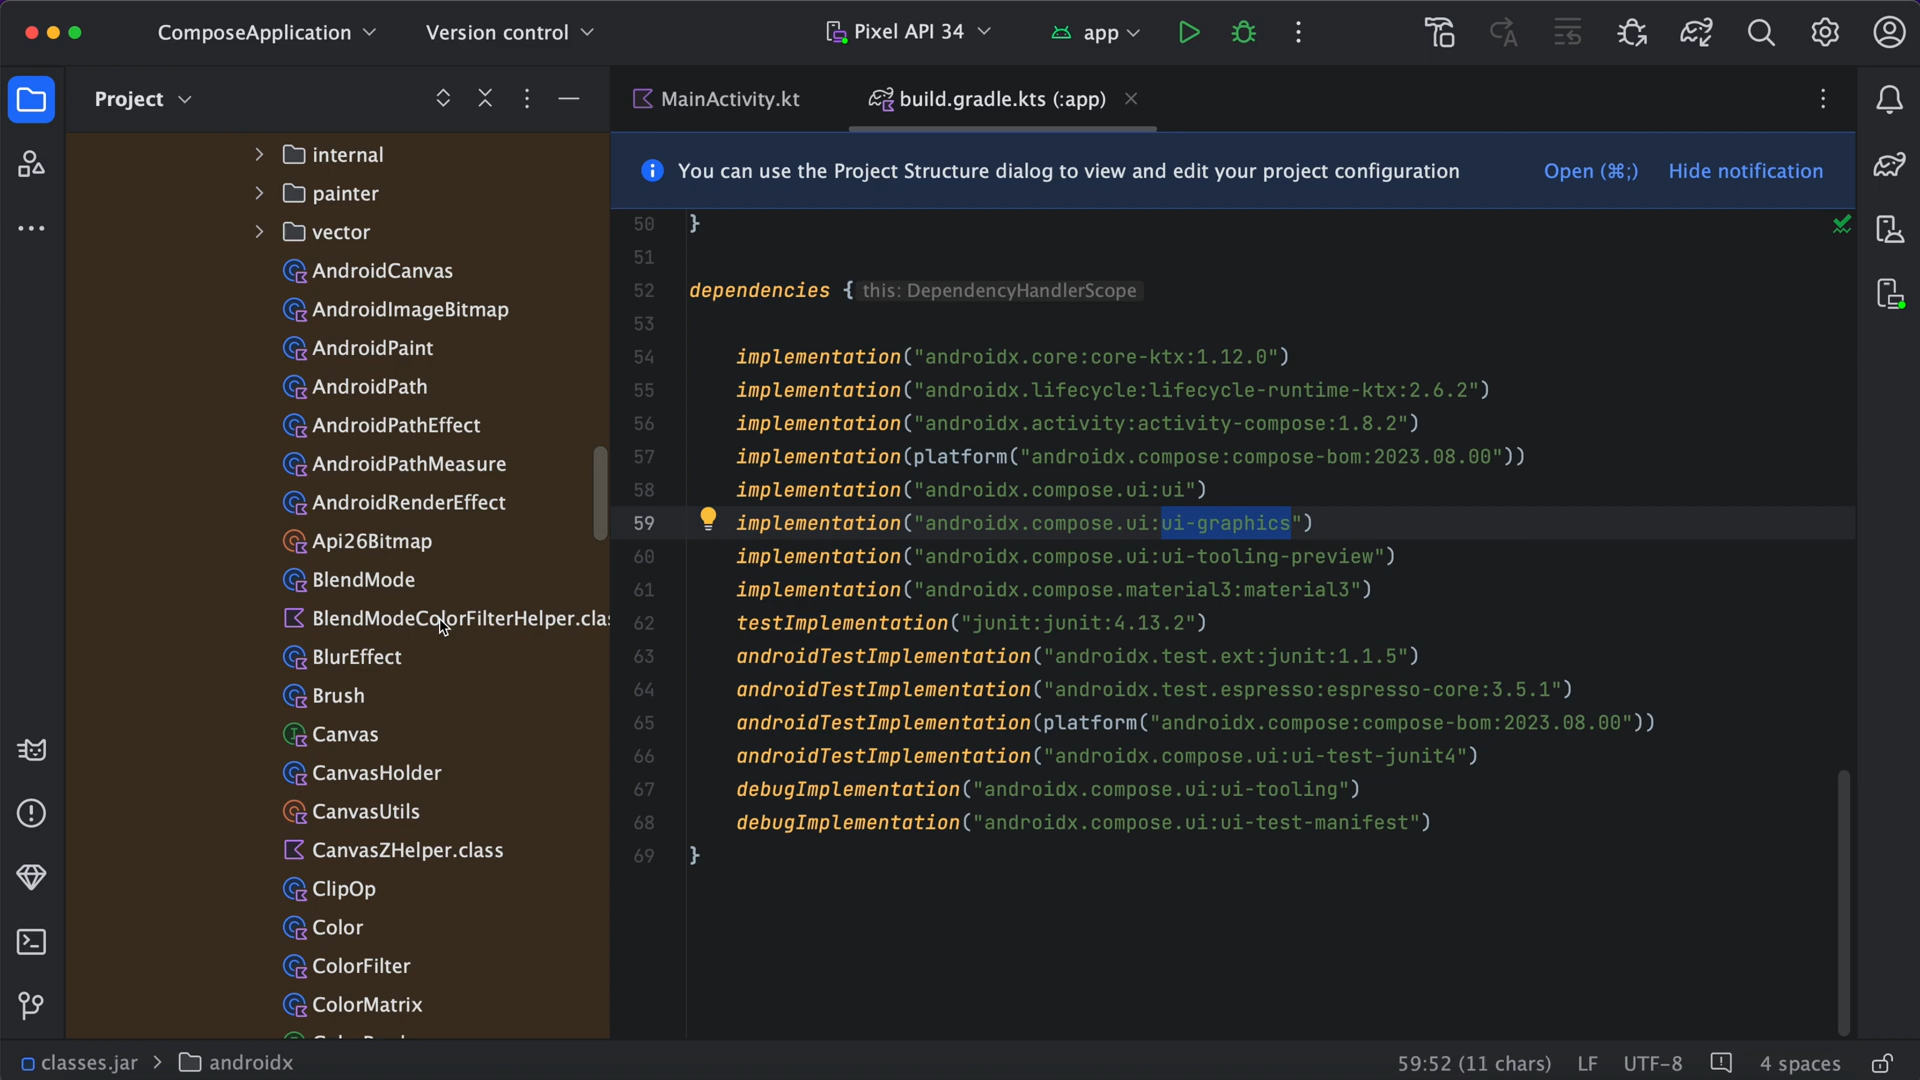 ComposeApplication
Version control
Pixel API 34
app
Project
MainActivity.kt
build.gradle.kts (:app)
You can use the Project Structure dialog to view and edit your project configuration
Open (⌘;)
Hide notification
internal
painter
vector
AndroidCanvas
AndroidImageBitmap
AndroidPaint
AndroidPath
AndroidPathEffect
AndroidPathMeasure
AndroidRenderEffect
Api26Bitmap
BlendMode
BlendModeColorFilterHelper.clas
BlurEffect
Brush
Canvas
CanvasHolder
CanvasUtils
CanvasZHelper.class
ClipOp
Color
ColorFilter
ColorMatrix
50 }
51
52 dependencies { this: DependencyHandlerScope
53
54 implementation("androidx.core:core-ktx:1.12.0")
55 implementation("androidx.lifecycle:lifecycle-runtime-ktx:2.6.2")
56 implementation("androidx.activity:activity-compose:1.8.2")
57 implementation(platform("androidx.compose:compose-bom:2023.08.00"))
58 implementation("androidx.compose.ui:ui")
59 implementation("androidx.compose.ui:ui-graphics")
60 implementation("androidx.compose.ui:ui-tooling-preview")
61 implementation("androidx.compose.material3:material3")
62 testImplementation("junit:junit:4.13.2")
63 androidTestImplementation("androidx.test.ext:junit:1.1.5")
64 androidTestImplementation("androidx.test.espresso:espresso-core:3.5.1")
65 androidTestImplementation(platform("androidx.compose:compose-bom:2023.08.00"))
66 androidTestImplementation("androidx.compose.ui:ui-test-junit4")
67 debugImplementation("androidx.compose.ui:ui-tooling")
68 debugImplementation("androidx.compose.ui:ui-test-manifest")
69 }
classes.jar > androidx
59:52 (11 chars)
LF
UTF-8
4 spaces